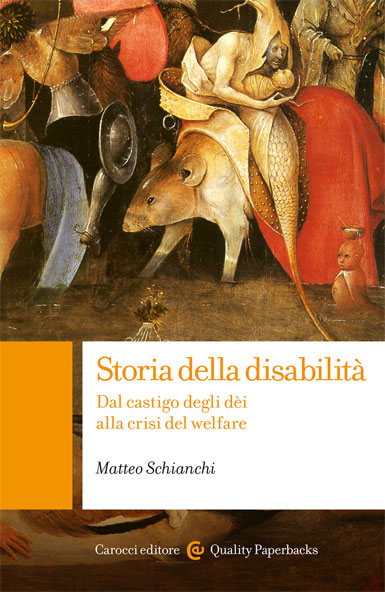 Storia della disabilità
Dal castigo degli dèi
alla crisi del welfare
Matteo Schianchi
Carocci editore @ Quality Paperbacks